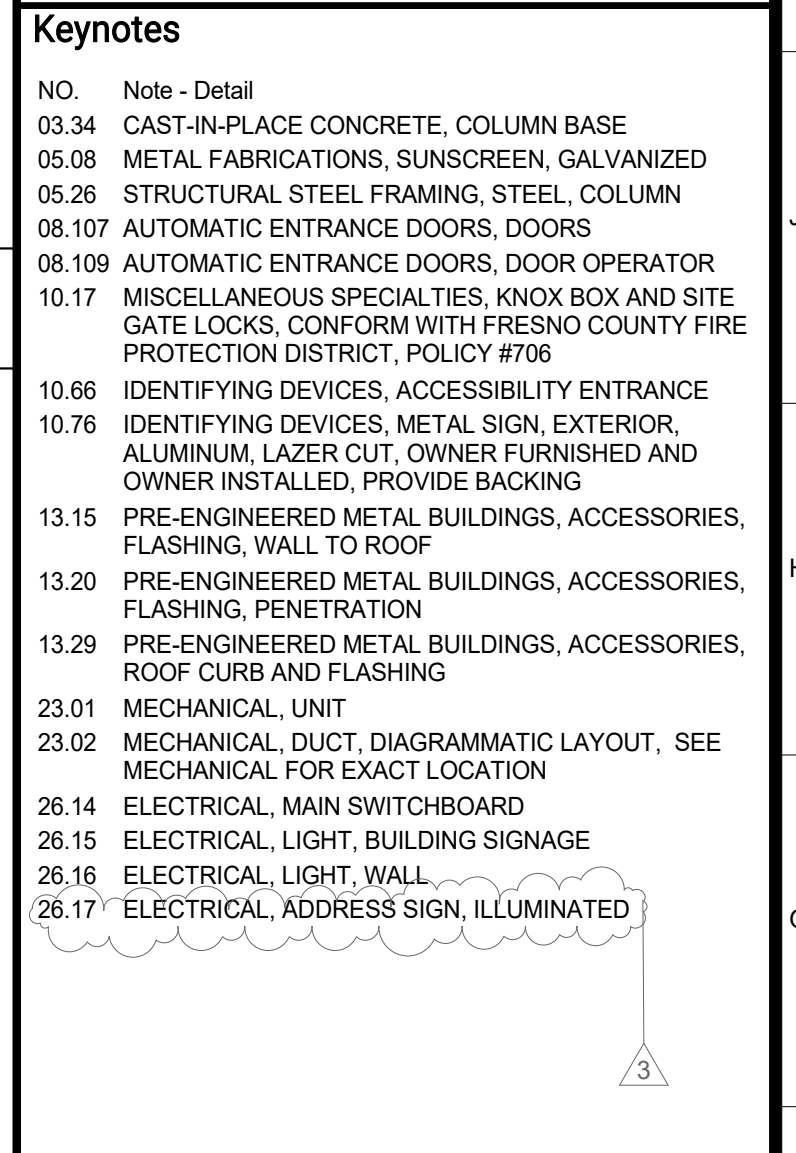 Keynotes
NO. Note - Detail
03.34 CAST-IN-PLACE CONCRETE, COLUMN BASE
05.08 METAL FABRICATIONS, SUNSCREEN, GALVANIZED
05.26 STRUCTURAL STEEL FRAMING, STEEL, COLUMN
08.107 AUTOMATIC ENTRANCE DOORS, DOORS
08.109 AUTOMATIC ENTRANCE DOORS, DOOR OPERATOR
10.17 MISCELLANEOUS SPECIALTIES, KNOX BOX AND SITE
GATE LOCKS, CONFORM WITH FRESNO COUNTY FIRE
PROTECTION DISTRICT, POLICY #706
10.66 IDENTIFYING DEVICES, ACCESSIBILITY ENTRANCE
10.76 IDENTIFYING DEVICES, METAL SIGN, EXTERIOR,
ALUMINUM, LAZER CUT, OWNER FURNISHED AND
OWNER INSTALLED, PROVIDE BACKING
13.15 PRE-ENGINEERED METAL BUILDINGS, ACCESSORIES,
FLASHING, WALL TO ROOF
13.20 PRE-ENGINEERED METAL BUILDINGS, ACCESSORIES,
FLASHING, PENETRATION
13.29 PRE-ENGINEERED METAL BUILDINGS, ACCESSORIES,
ROOF CURB AND FLASHING
23.01 MECHANICAL, UNIT
23.02 MECHANICAL, DUCT, DIAGRAMMATIC LAYOUT, SEE
MECHANICAL FOR EXACT LOCATION
26.14 ELECTRICAL, MAIN SWITCHBOARD
26.15 ELECTRICAL, LIGHT, BUILDING SIGNAGE
26.16 ELECTRICAL, LIGHT, WALL
26.17 ELECTRICAL, ADDRESS SIGN, ILLUMINATED
3